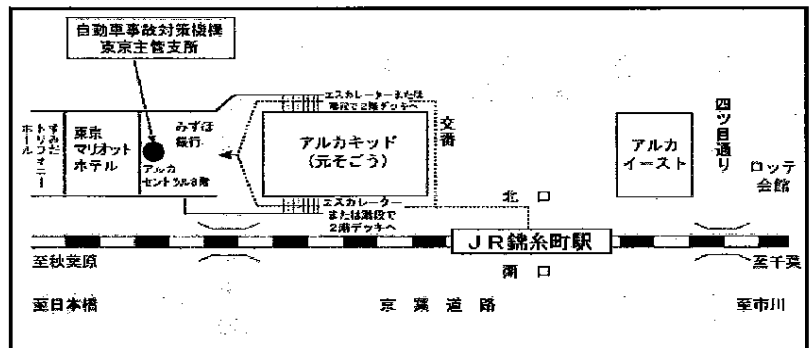 自動車事故対策機構
東京主管支所
エスカレーターまたは
階段で2階デッキへ
すみだ
トリフォニー
ホール
東京
マリオット
ホテル
みずほ
銀行
アルカ
セントラル8階
アルカキッド
(元そごう)
交番
アルカ
イースト
四ツ目通り
ロッテ
会館
エスカレーター
または階段で
2階デッキへ
北口
JR錦糸町駅
南口
至秋葉原
至千葉
至日本橋
京葉道路
至市川